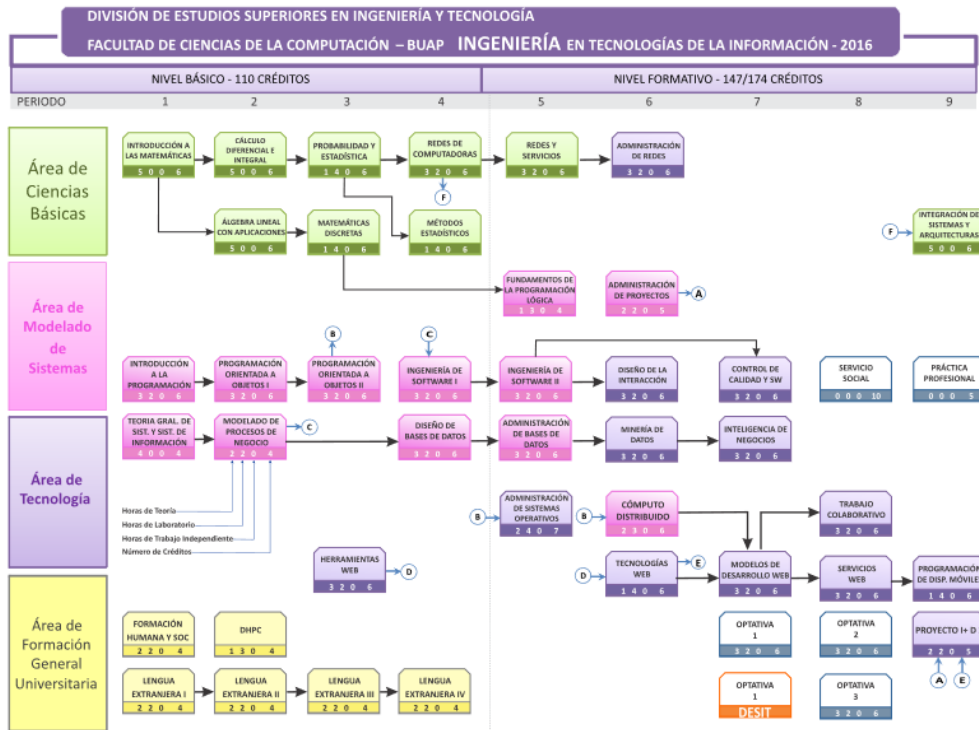 DIVISIÓN DE ESTUDIOS SUPERIORES EN INGENIERÍA Y TECNOLOGÍA
FACULTAD DE CIENCIAS DE LA COMPUTACIÓN – BUAP INGENIERÍA EN TECNOLOGÍAS DE LA INFORMACIÓN - 2016
NIVEL BÁSICO - 110 CRÉDITOS
NIVEL FORMATIVO - 147/174 CRÉDITOS
PERIODO 1 2 3 4 5 6 7 8 9
Área de
Ciencias
Básicas
INTRODUCCIÓN
A LAS MATEMÁTICAS
5 0 0 6
CÁLCULO
DIFERENCIAL E
INTEGRAL
5 0 0 6
PROBABILIDAD Y
ESTADÍSTICA
1 4 0 6
REDES DE
COMPUTADORAS
3 2 0 6
REDES Y
SERVICIOS
3 2 0 6
ADMINISTRACIÓN
DE REDES
3 2 0 6
F
ÁLGEBRA LINEAL
CON APLICACIONES
5 0 0 6
MATEMÁTICAS
DISCRETAS
1 4 0 6
MÉTODOS
ESTADÍSTICOS
1 4 0 6
F
INTEGRACIÓN DE
SISTEMAS Y
ARQUITECTURAS
5 0 0 6
Área de
Modelado
de
Sistemas
FUNDAMENTOS DE
LA PROGRAMACIÓN
LÓGICA
1 3 0 4
ADMINISTRACIÓN
DE PROYECTOS
2 2 0 5
A
B
C
INTRODUCCIÓN
A LA
PROGRAMACIÓN
3 2 0 6
PROGRAMACIÓN
ORIENTADA A
OBJETOS I
3 2 0 6
PROGRAMACIÓN
ORIENTADA A
OBJETOS II
3 2 0 6
INGENIERÍA DE
SOFTWARE I
3 2 0 6
INGENIERÍA DE
SOFTWARE II
3 2 0 6
DISEÑO DE LA
INTERACCIÓN
3 2 0 6
CONTROL DE
CALIDAD Y SW
3 2 0 6
SERVICIO
SOCIAL
0 0 0 10
PRÁCTICA
PROFESIONAL
0 0 0 5
Área de
Tecnología
TEORIA GRAL. DE
SIST. Y SIST. DE
INFORMACIÓN
4 0 0 4
MODELADO DE
PROCESOS DE
NEGOCIO
2 2 0 4
C
DISEÑO DE
BASES DE DATOS
3 2 0 6
ADMINISTRACIÓN
DE BASES DE
DATOS
3 2 0 6
MINERÍA DE
DATOS
3 2 0 6
INTELIGENCIA DE
NEGOCIOS
3 2 0 6
Horas de Teoría
Horas de Laboratorio
Horas de Trabajo Independiente
Número de Créditos
B
ADMINISTRACIÓN
DE SISTEMAS
OPERATIVOS
2 4 0 7
B
CÓMPUTO
DISTRIBUIDO
2 3 0 6
TRABAJO
COLABORATIVO
3 2 0 6
HERRAMIENTAS
WEB
3 2 0 6
D
D
TECNOLOGÍAS
WEB
1 4 0 6
E
MODELOS DE
DESARROLLO WEB
3 2 0 6
SERVICIOS
WEB
3 2 0 6
PROGRAMACIÓN
DE DISP. MÓVILE
1 4 0 6
Área de
Formación
General
Universitaria
FORMACIÓN
HUMANA Y SOC
2 2 0 4
DHPC
1 3 0 4
OPTATIVA
1
3 2 0 6
OPTATIVA
2
3 2 0 6
PROYECTO I+ D
2 2 0 5
A
E
LENGUA
EXTRANJERA I
2 2 0 4
LENGUA
EXTRANJERA II
2 2 0 4
LENGUA
EXTRANJERA III
2 2 0 4
LENGUA
EXTRANJERA IV
2 2 0 4
OPTATIVA
1
DESIT
OPTATIVA
3
3 2 0 6